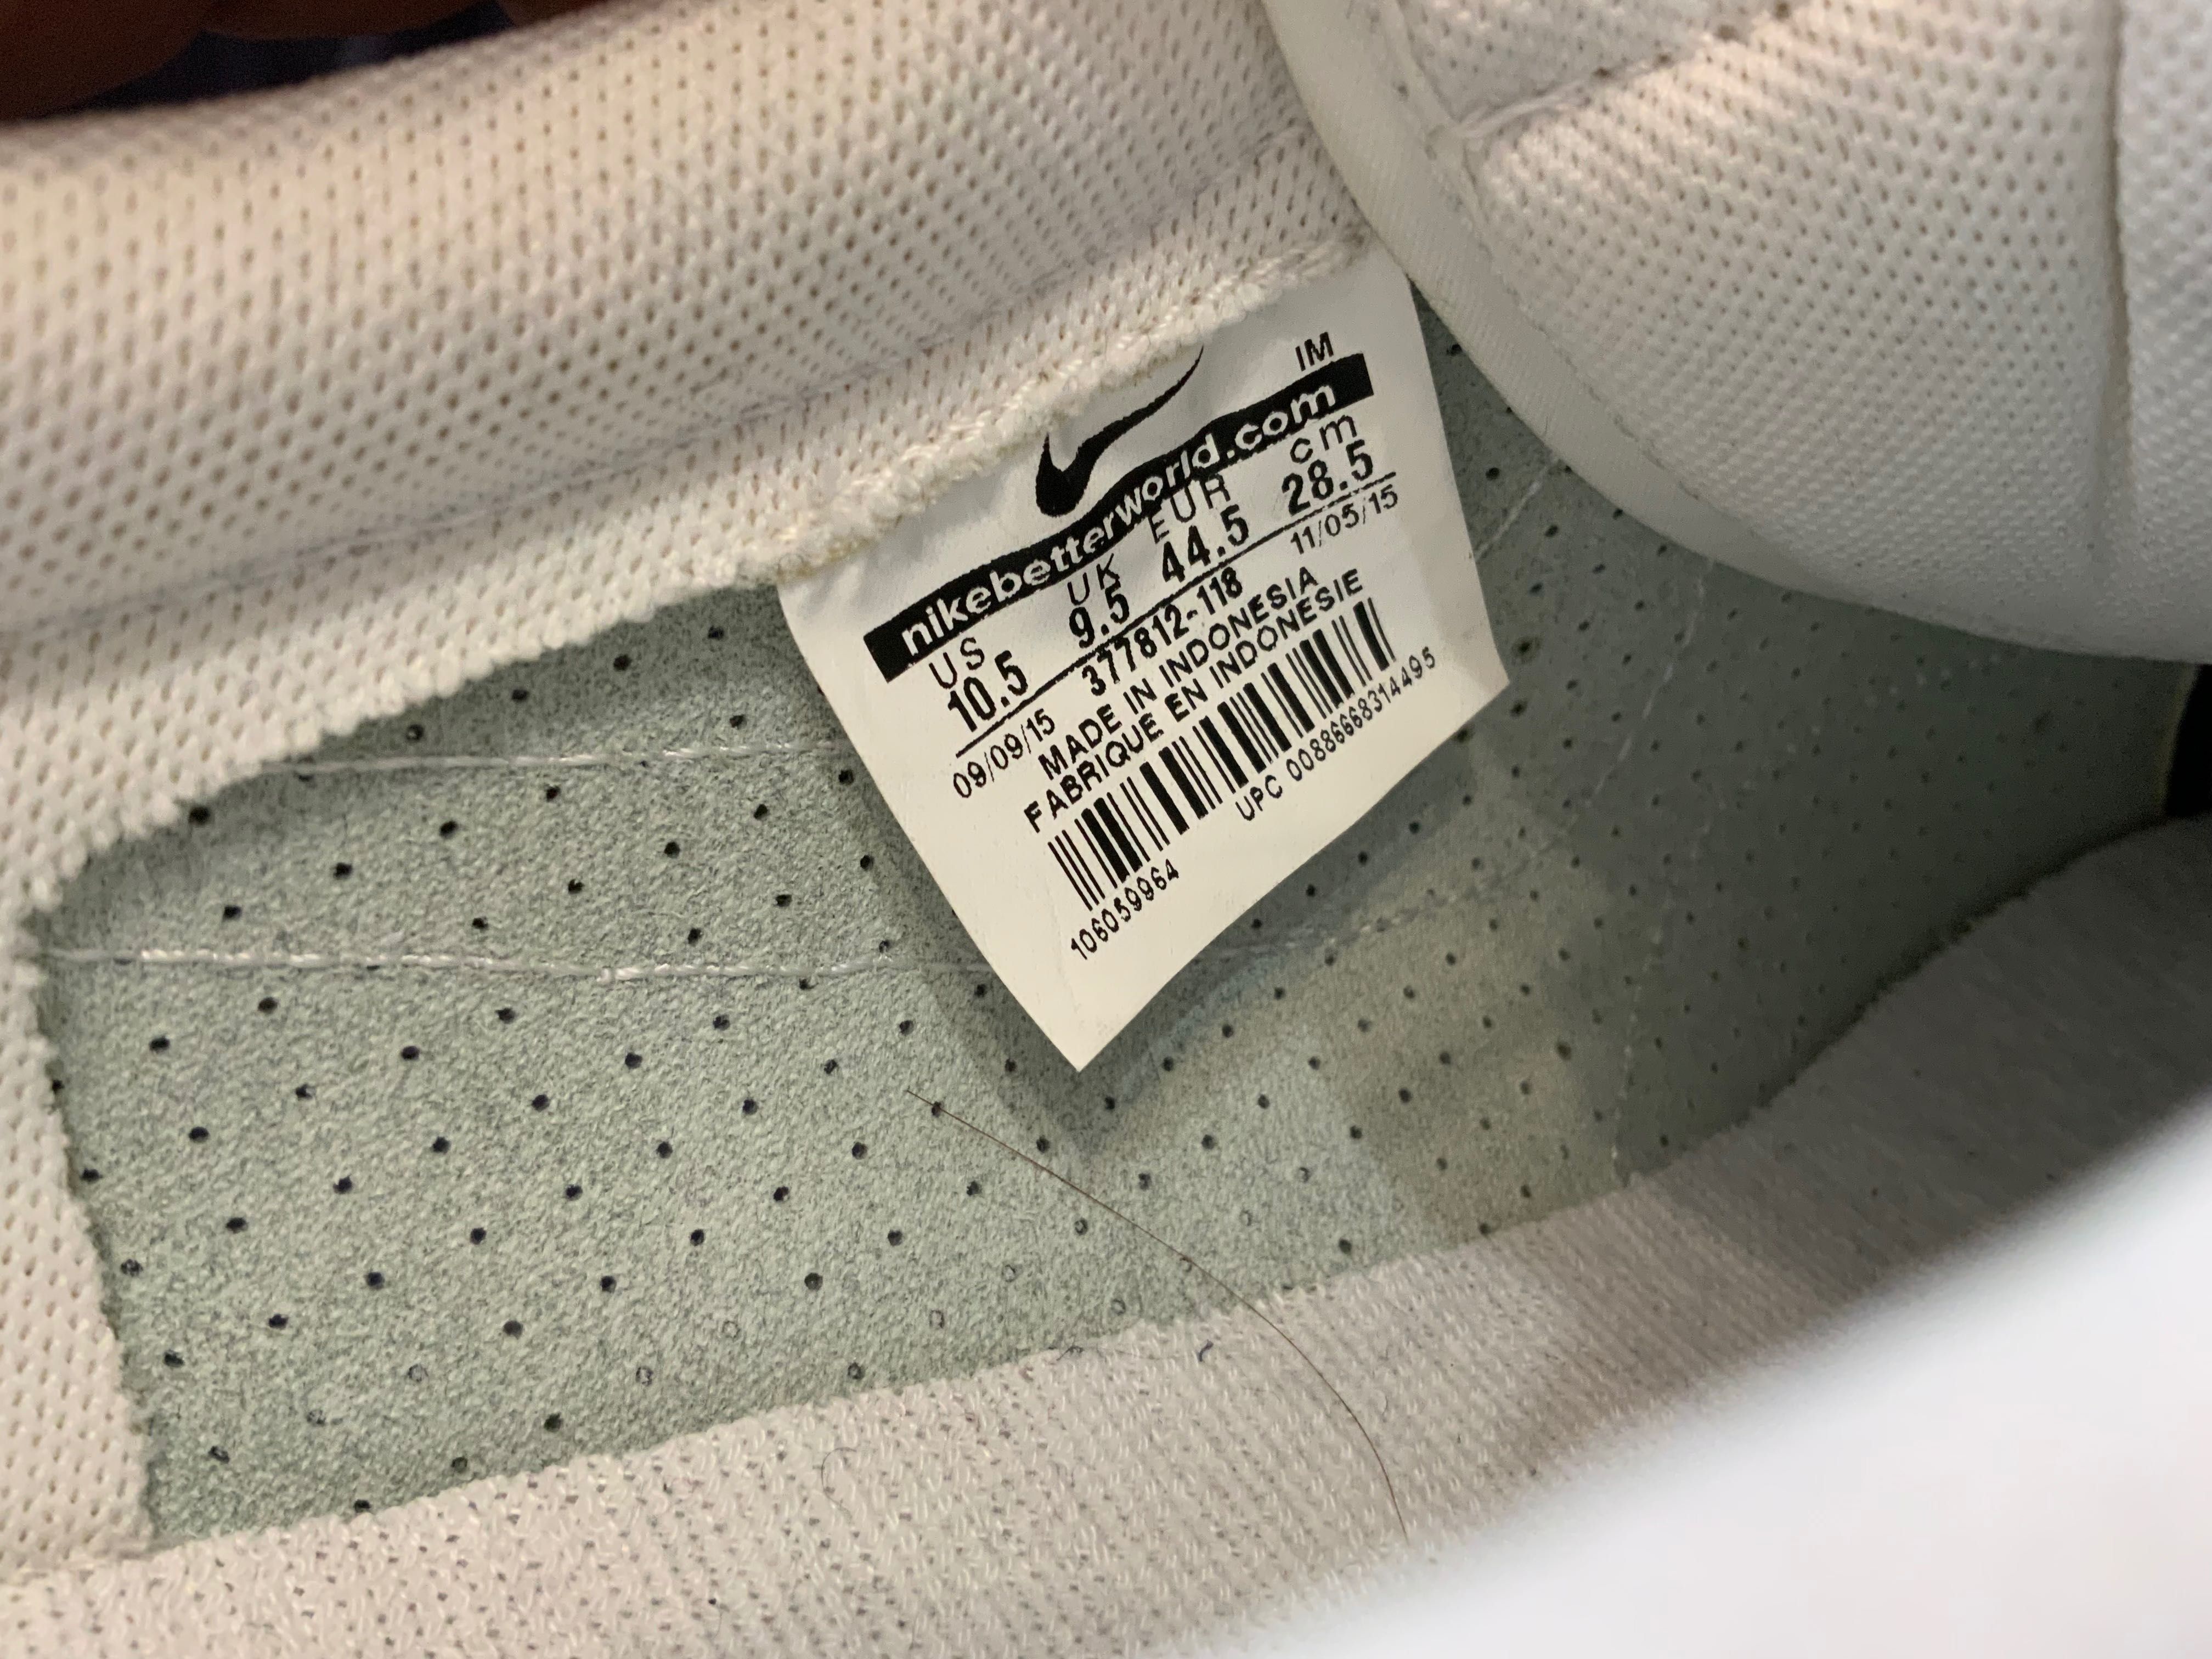 IM
nikebetterworld.com
US UK EUR cm
10.5 9.5 44.5 28.5
09/09/15 377812-118 11/05/15
MADE IN INDONESIA
FABRIQUE EN INDONÉSIE
106059964 UPC 00886668314495